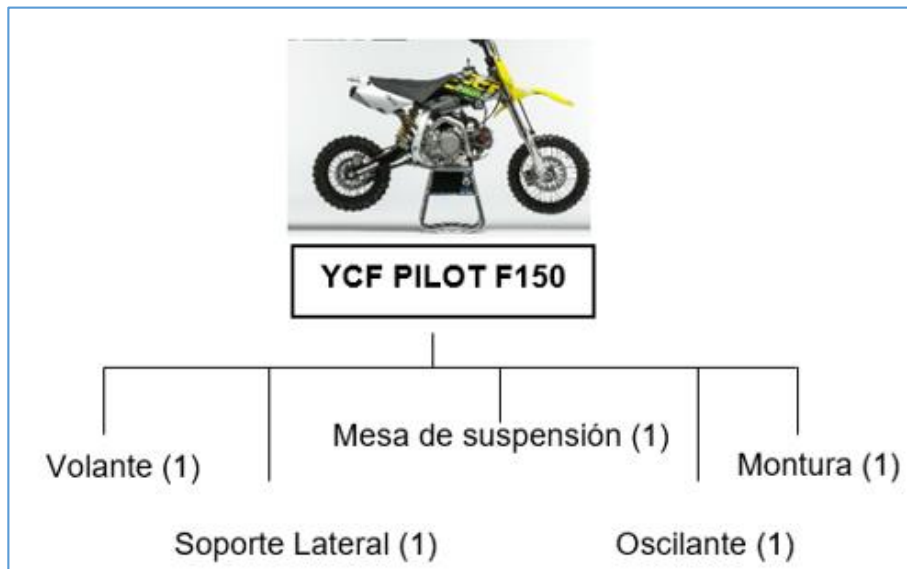 YCF PILOT F150
Mesa de suspensión (1)
Volante (1)
Montura (1)
Soporte Lateral (1)
Oscilante (1)